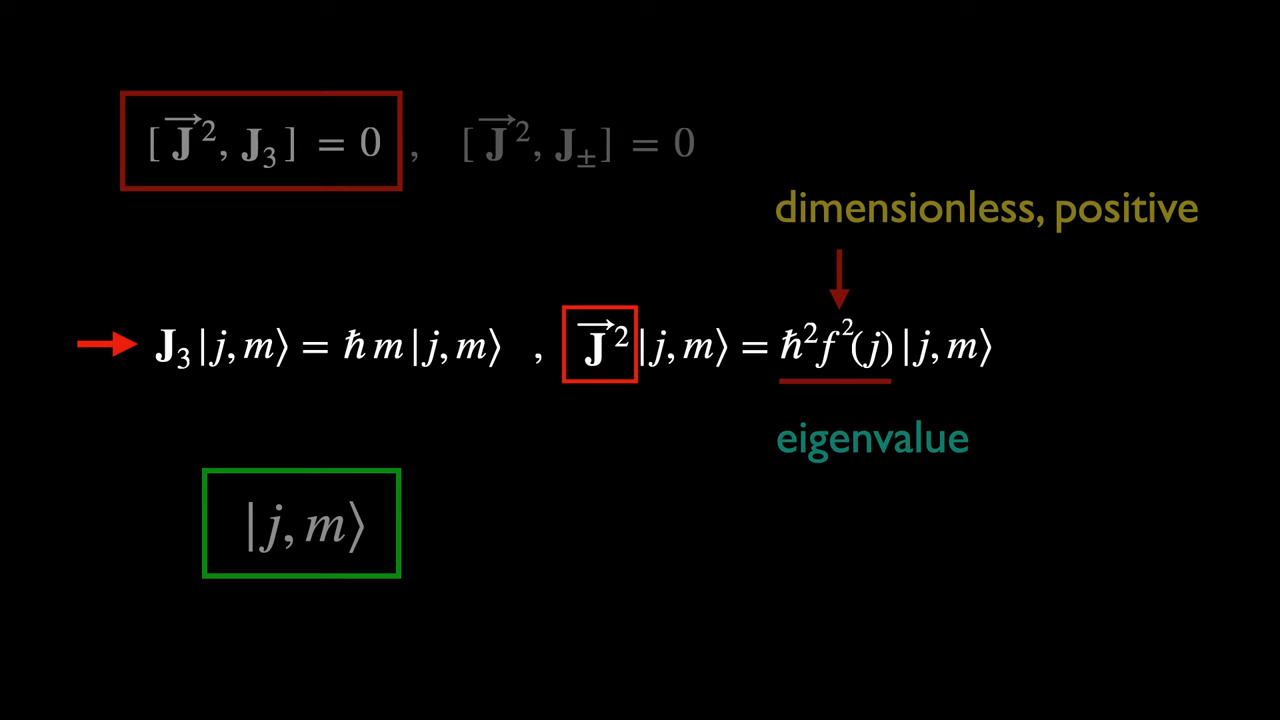 [J⃗², J₃] = 0 , [J⃗², J±] = 0
dimensionless, positive
J₃|j, m⟩ = ℏ m|j, m⟩ , J⃗²|j, m⟩ = ℏ²f²(j)|j, m⟩
eigenvalue
|j, m⟩